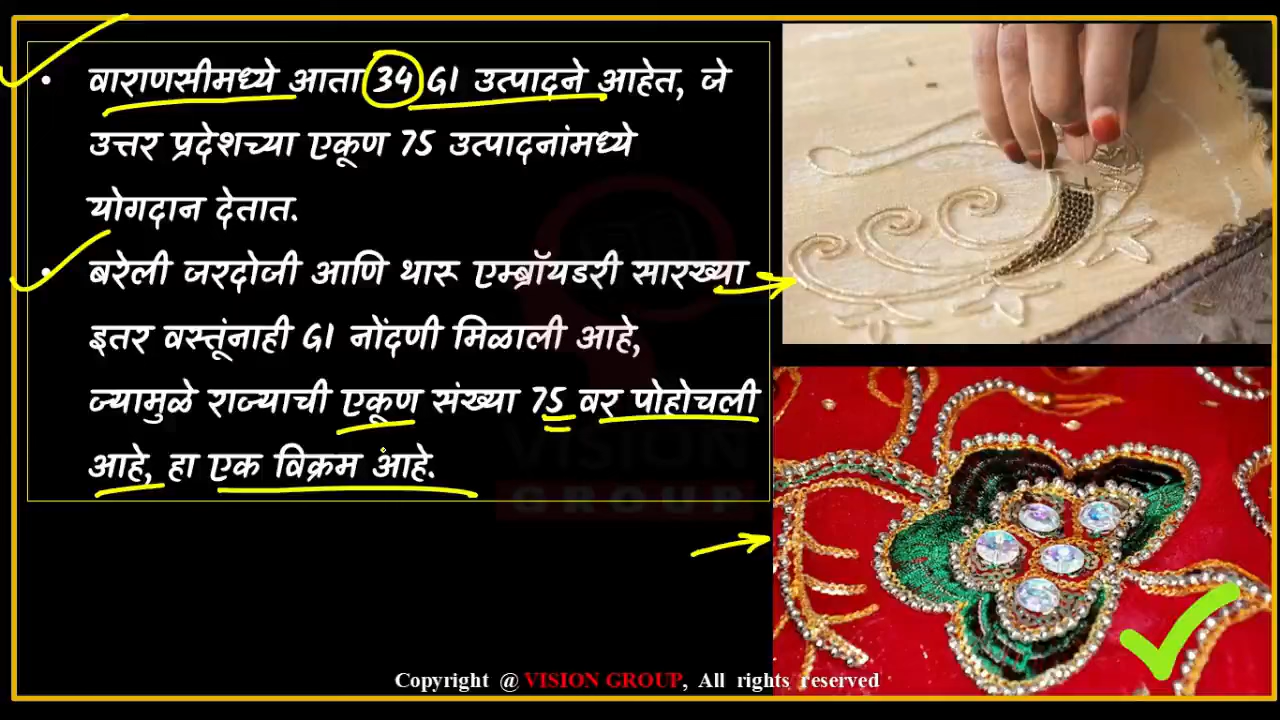 • वाराणसीमध्ये आता 34 GI उत्पादने आहेत, जे
उत्तर प्रदेशच्या एकूण 75 उत्पादनांमध्ये
योगदान देतात.
• बरेली जरदोजी आणि थारू एम्ब्रॉयडरी सारख्या
इतर वस्तूंनाही GI नोंदणी मिळाली आहे,
ज्यामुळे राज्याची एकूण संख्या 75 वर पोहोचली
आहे, हा एक विक्रम आहे.
VISION
GROUP
Copyright @ VISION GROUP, All rights reserved